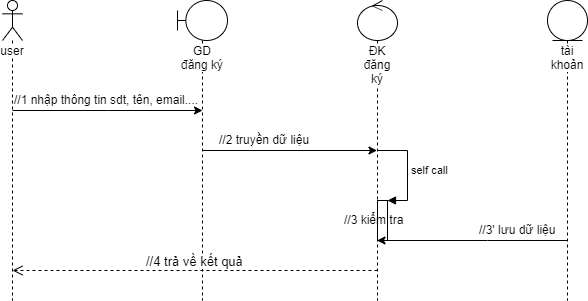 user
GD
đăng ký
ĐK
đăng
ký
tài
khoản
//1 nhập thông tin sdt, tên, email....
//2 truyền dữ liệu
self call
//3 kiểm tra
//3' lưu dữ liệu
//4 trả về kết quả